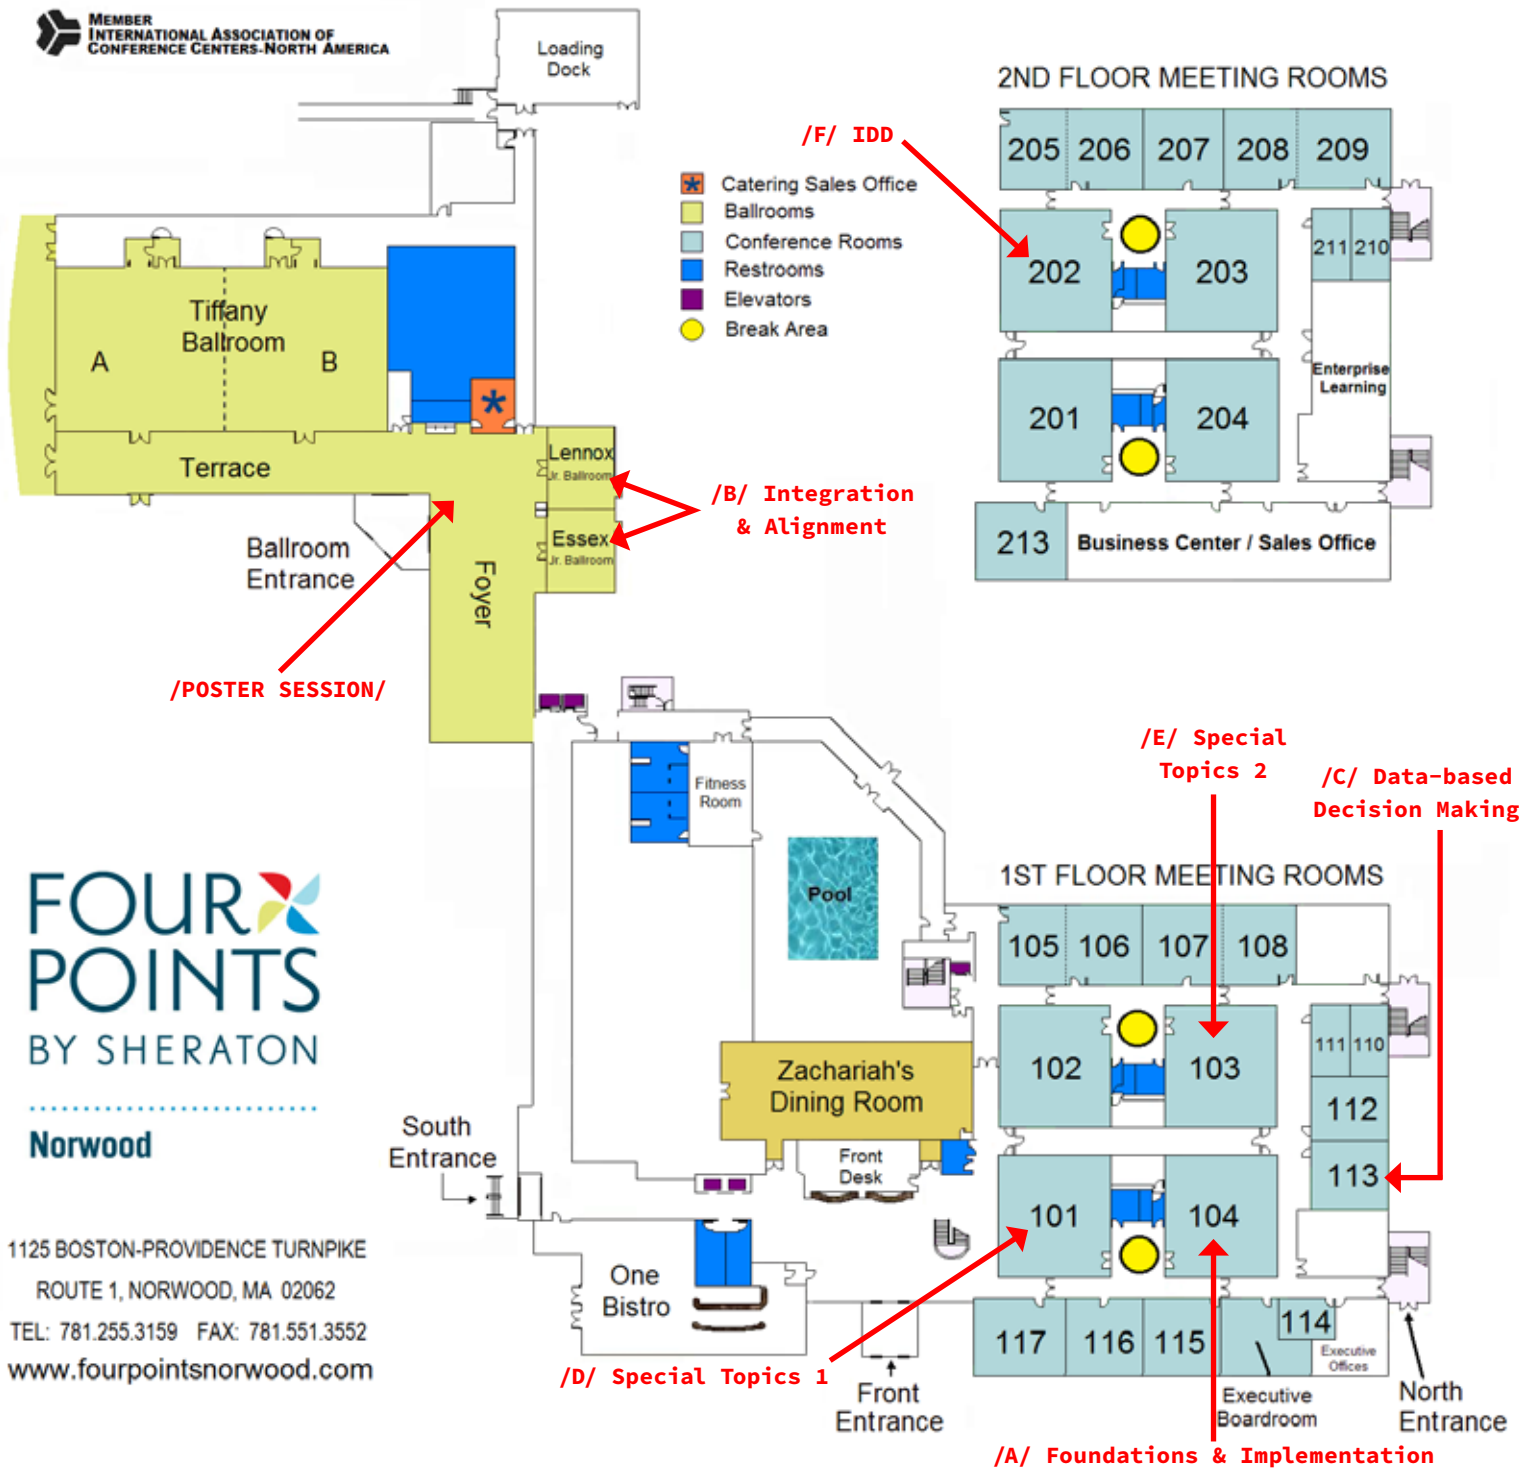 MEMBER
INTERNATIONAL ASSOCIATION OF
CONFERENCE CENTERS-NORTH AMERICA
Loading
Dock
2ND FLOOR MEETING ROOMS
/F/ IDD
205 206 207 208 209
* Catering Sales Office
Ballrooms
Conference Rooms
Restrooms
Elevators
Break Area
202 203
211 210
Tiffany
Ballroom
A B
*
Enterprise
Learning
201 204
Terrace
Lennox
Jr. Ballroom
/B/ Integration
& Alignment
Essex
Jr. Ballroom
213 Business Center / Sales Office
Ballroom
Entrance
Foyer
/POSTER SESSION/
/E/ Special
Topics 2
/C/ Data-based
Decision Making
Fitness
Room
Pool
1ST FLOOR MEETING ROOMS
105 106 107 108
FOUR
POINTS
BY SHERATON
Norwood
102 103
111 110
Zachariah's
Dining Room
112
South
Entrance
Front
Desk
113
101 104
1125 BOSTON-PROVIDENCE TURNPIKE
ROUTE 1, NORWOOD, MA 02062
TEL: 781.255.3159 FAX: 781.551.3552
www.fourpointsnorwood.com
One
Bistro
117 116 115 114
Executive
Offices
/D/ Special Topics 1
Front
Entrance
Executive
Boardroom
North
Entrance
/A/ Foundations & Implementation